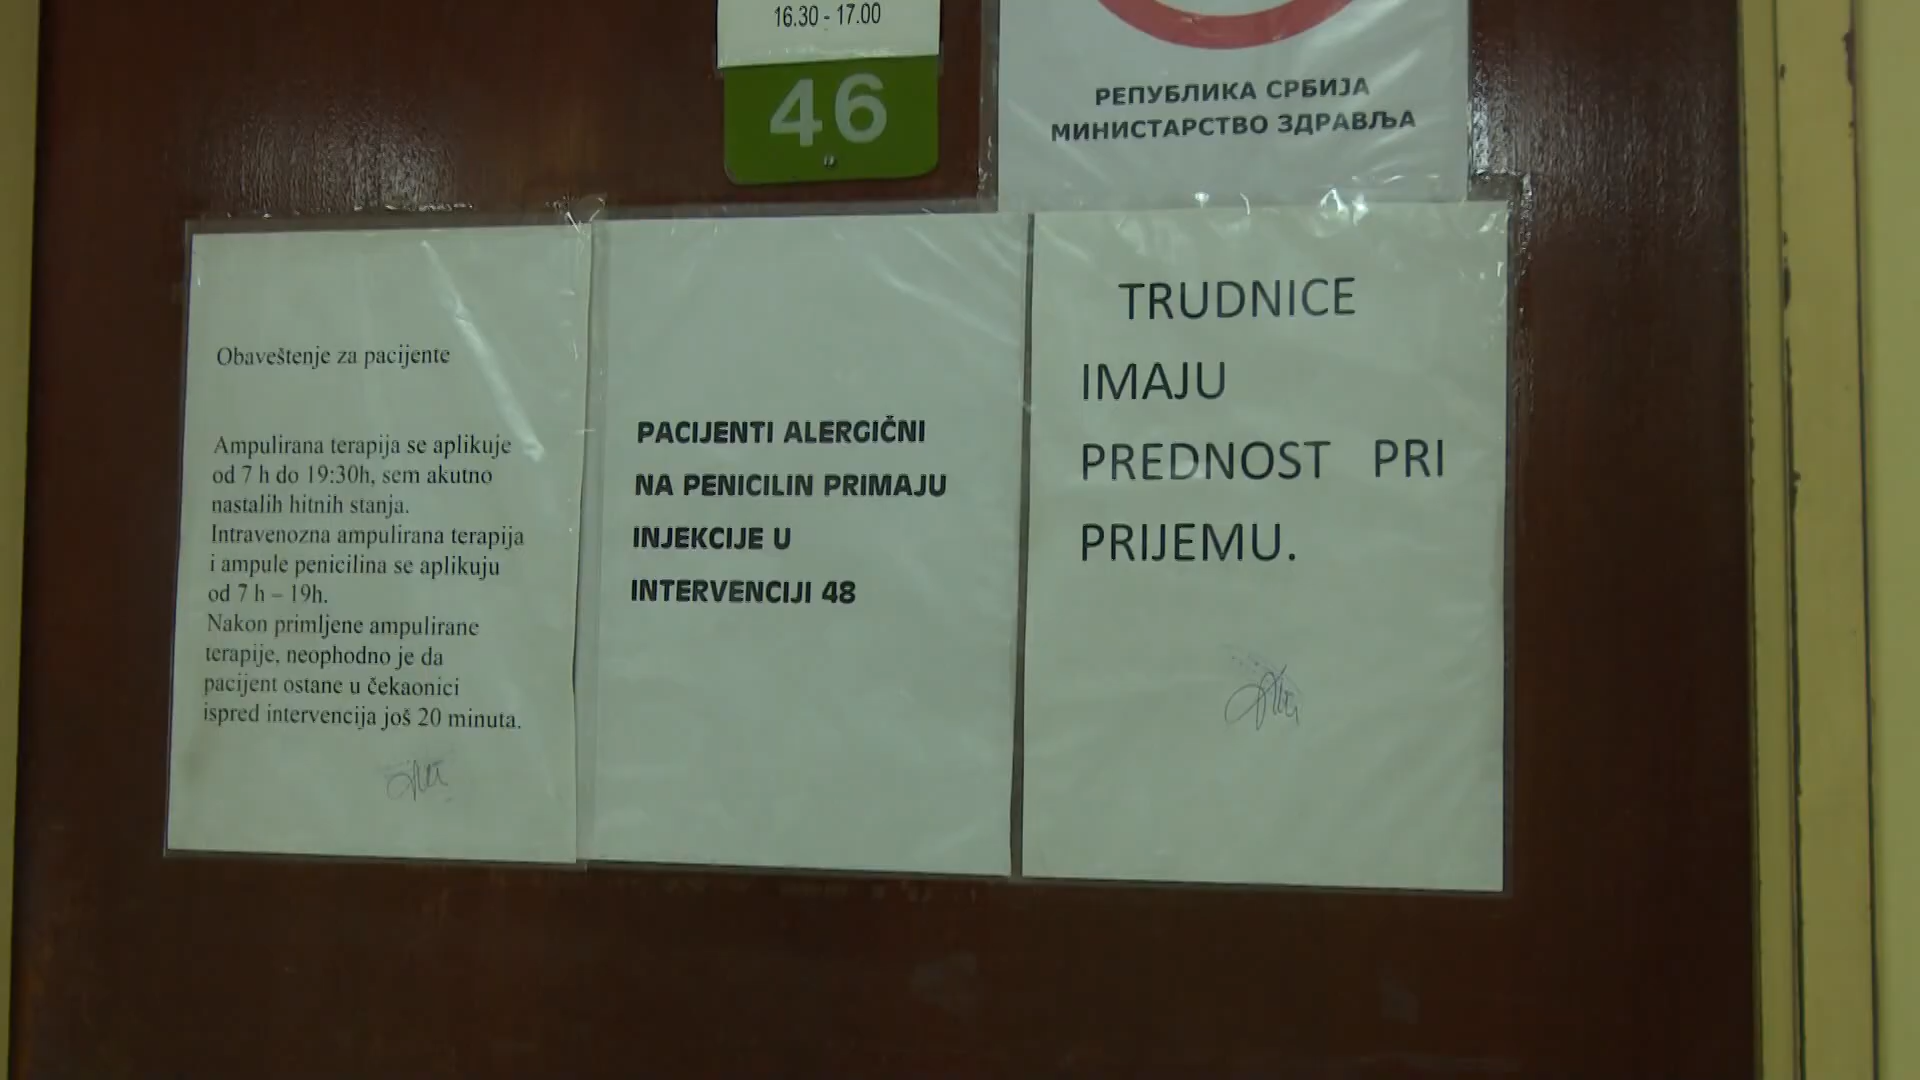 16.30 - 17.00
46
РЕПУБЛИКА СРБИЈА
МИНИСТАРСТВО ЗДРАВЉА
Obaveštenje za pacijente
Ampulirana terapija se aplikuje
od 7 h do 19:30h, sem akutno
nastalih hitnih stanja.
Intravenozna ampulirana terapija
i ampule penicilina se aplikuju
od 7 h – 19h.
Nakon primljene ampulirane
terapije, neophodno je da
pacijent ostane u čekaonici
ispred intervencija još 20 minuta.
PACIJENTI ALERGIČNI
NA PENICILIN PRIMAJU
INJEKCIJE U
INTERVENCIJI 48
TRUDNICE
IMAJU
PREDNOST PRI
PRIJEMU.